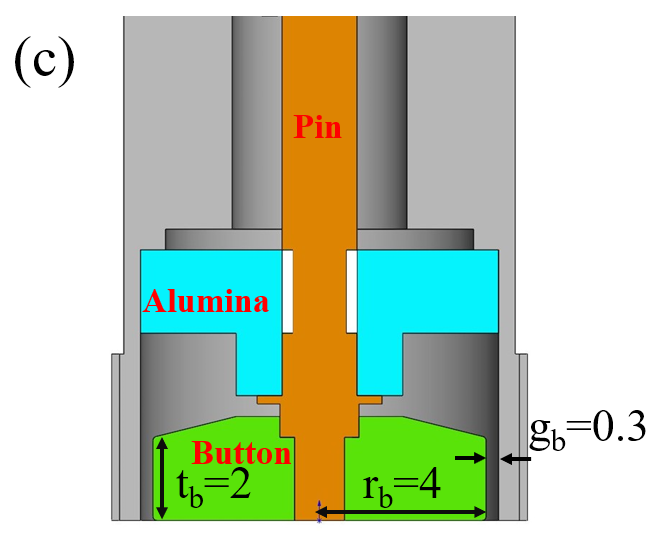 (c)
Pin
Alumina
g_b=0.3
Button
t_b=2
r_b=4